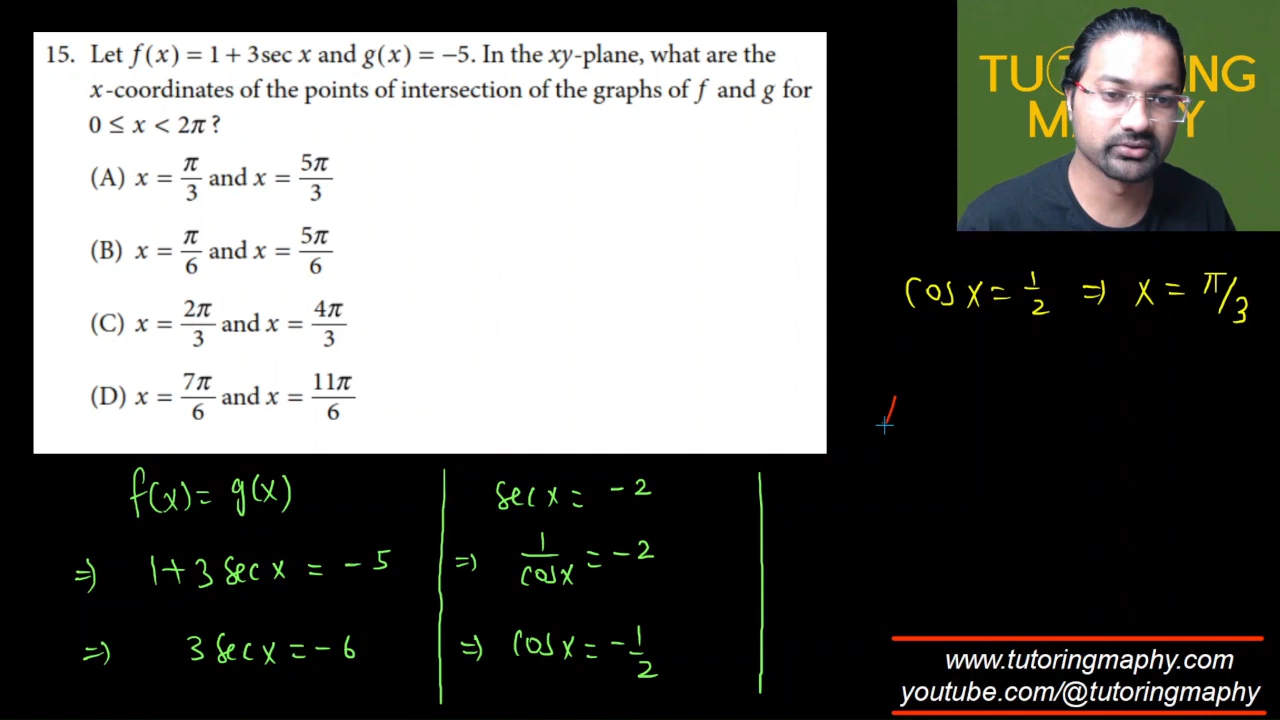 15. Let f(x) = 1 + 3 sec x and g(x) = −5. In the xy-plane, what are the
x-coordinates of the points of intersection of the graphs of f and g for
0 ≤ x < 2π?
(A) x = π/3 and x = 5π/3
(B) x = π/6 and x = 5π/6
(C) x = 2π/3 and x = 4π/3
(D) x = 7π/6 and x = 11π/6
f(x) = g(x)
⇒ 1 + 3 sec x = −5
⇒ 3 sec x = −6
sec x = −2
⇒ 1/cos x = −2
⇒ cos x = −1/2
cos x = 1/2 ⇒ x = π/3
www.tutoringmaphy.com
youtube.com/@tutoringmaphy